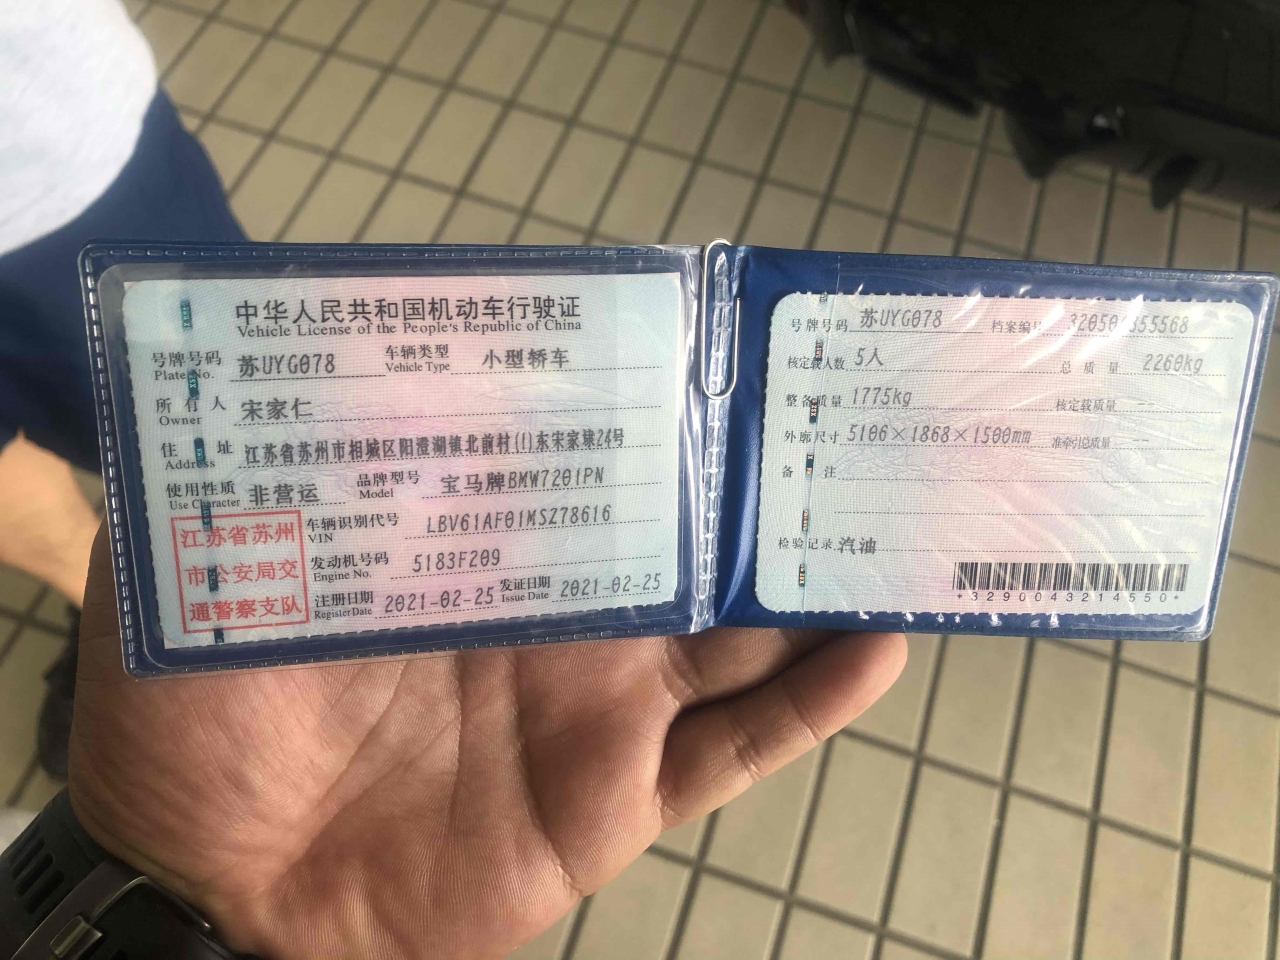 中华人民共和国机动车行驶证
Vehicle License of the People's Republic of China
号牌号码 苏UYG078 车辆类型 小型轿车
Plate No. Vehicle Type
所有人 宋家仁
Owner
住址 江苏省苏州市相城区阳澄湖镇北前村(1)东宋家㙩24号
Address
使用性质 非营运 品牌型号 宝马牌BMW7201PN
Use Character Model
江苏省苏州
市公安局交
通警察支队
车辆识别代号 LBV61AF01MSZ78616
VIN
发动机号码 5183F209
Engine No.
注册日期 2021-02-25 发证日期 2021-02-25
Register Date Issue Date
号牌号码 苏UYG078 档案编号
核定载人数 5人 总质量 2260kg
整备质量 1775kg 核定载质量 --
外廓尺寸 5106×1868×1500mm 准牵引总质量 --
备注
检验记录 汽油
*3290043214550*